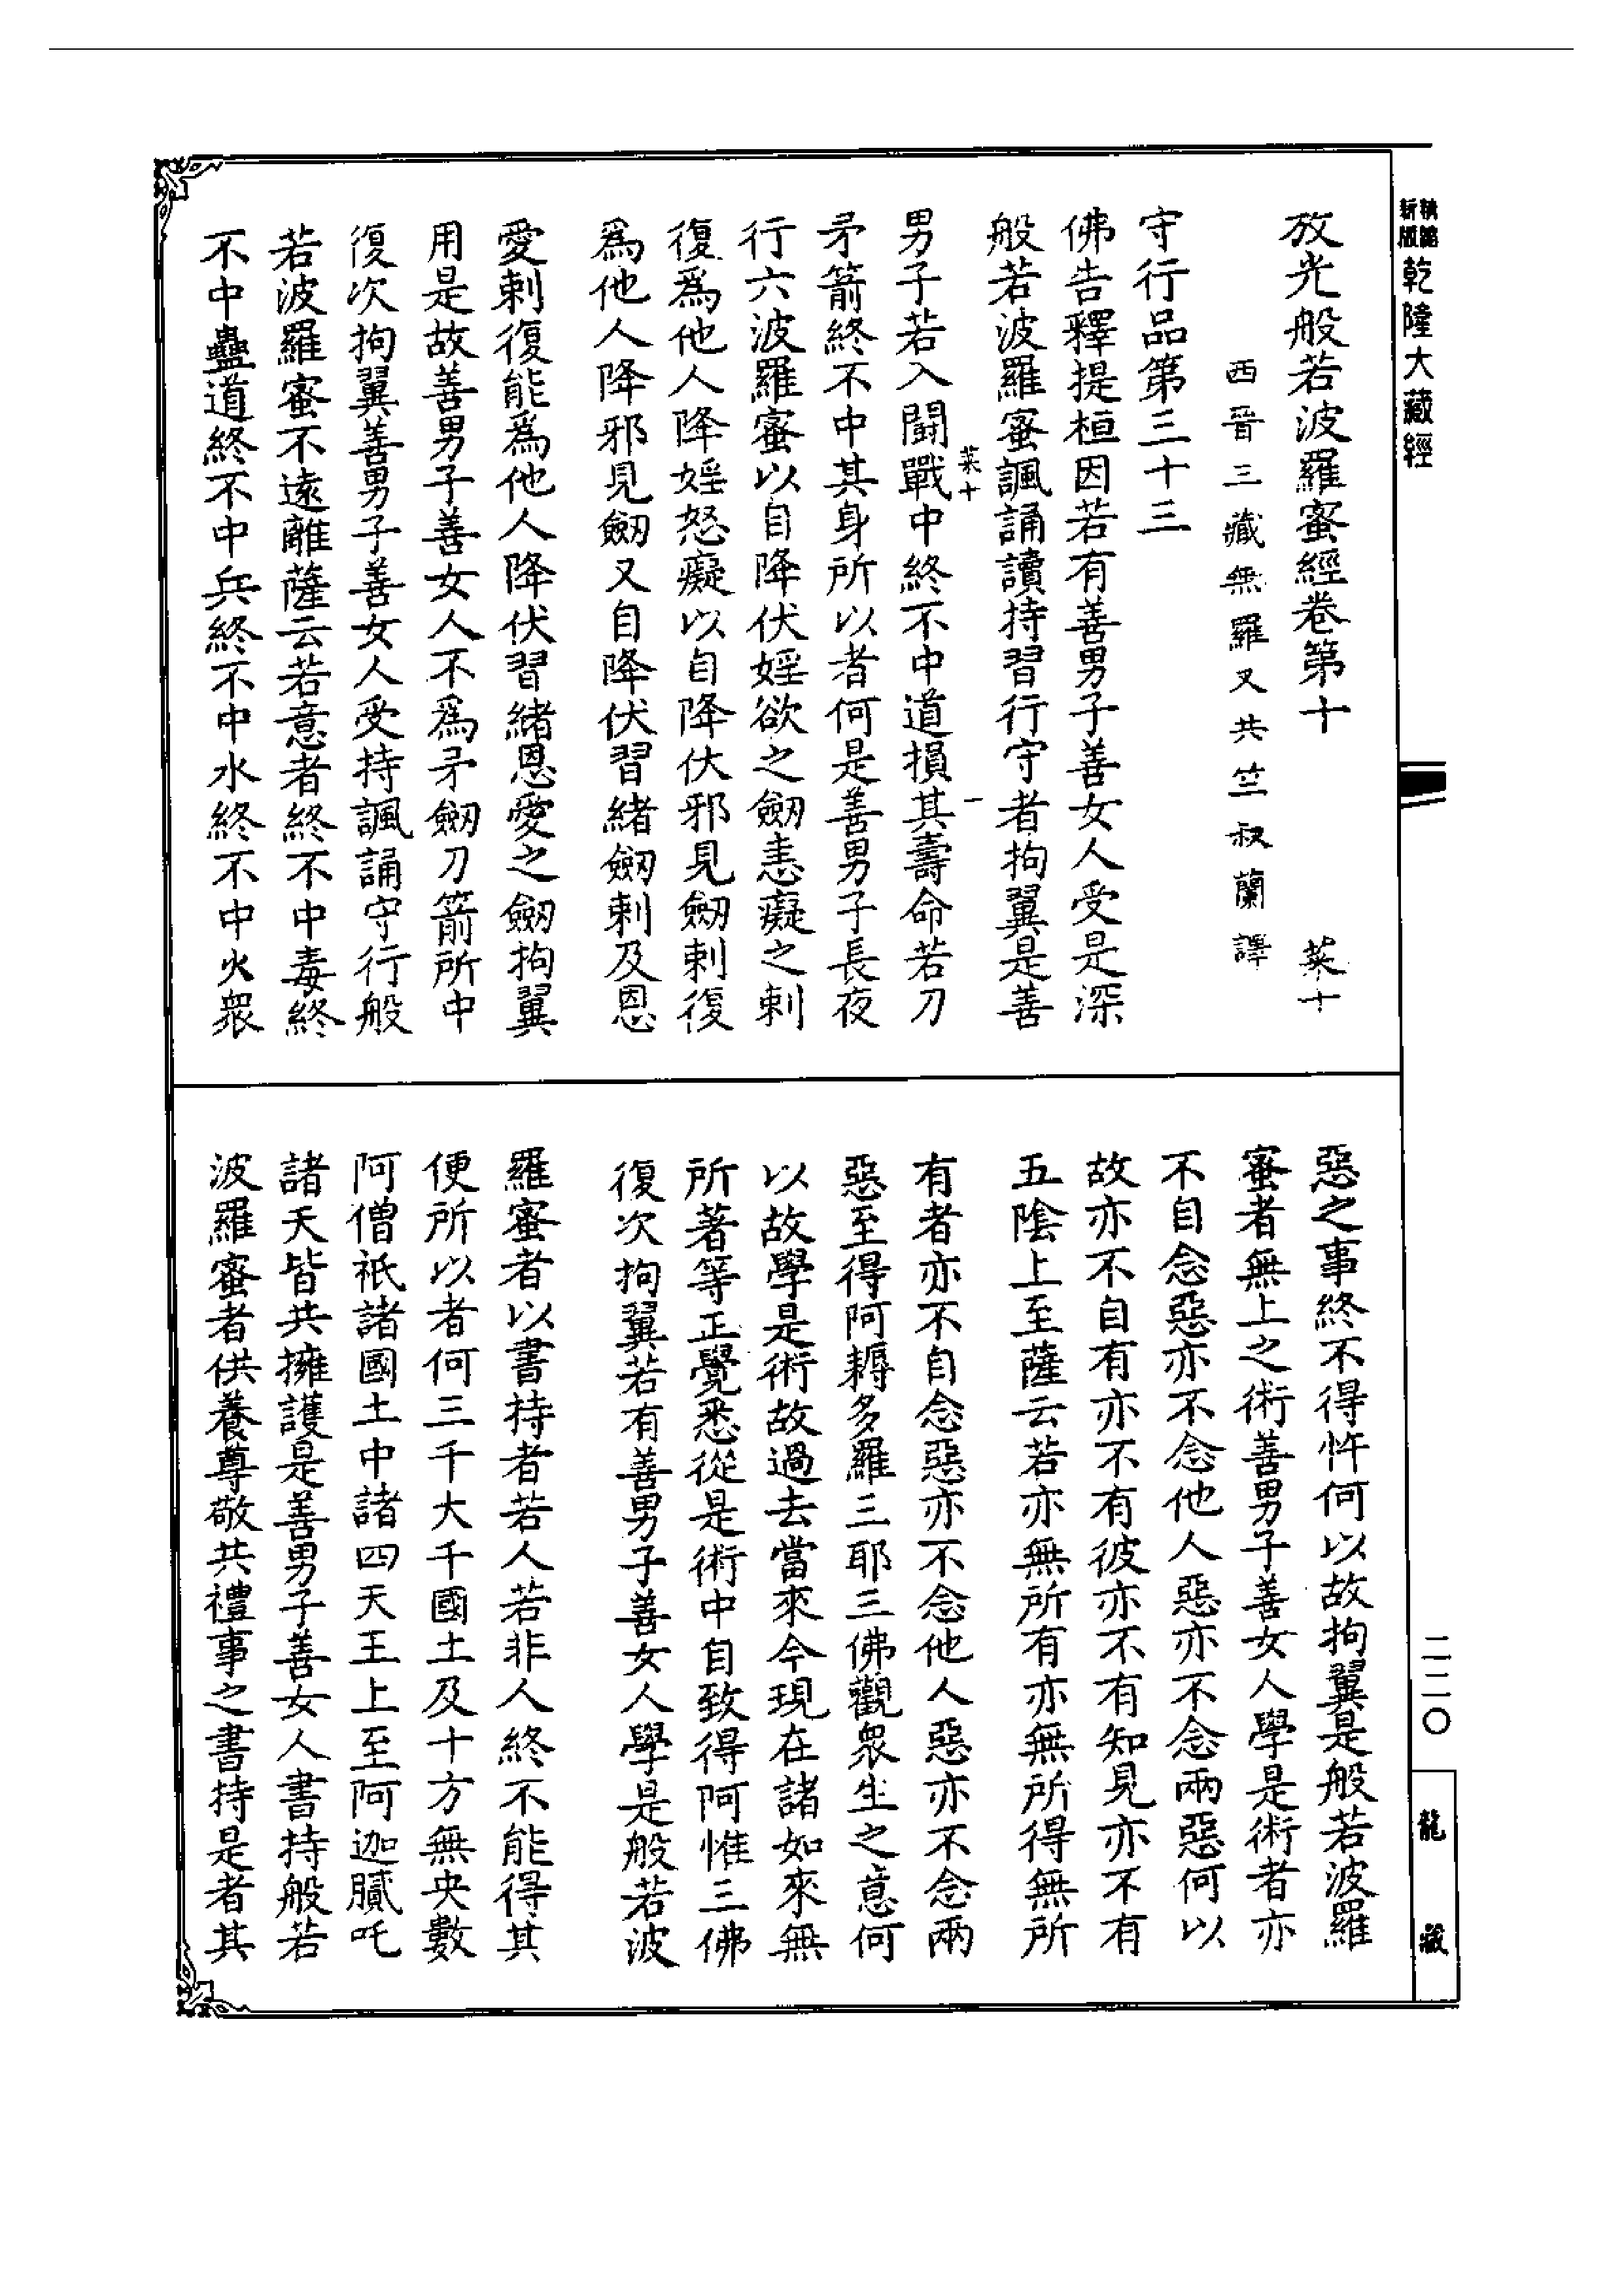 新版
乾隆大藏經
放光般若波羅蜜經卷第十 菜十
西晉三藏無羅叉共竺叔蘭譯
守行品第三十三
佛告釋提桓因若有善男子善女人受是深
般若波羅蜜諷誦讀持習行守者拘翼是善
菜十 一
男子若入鬪戰中終不中道損其壽命若刀
矛箭終不中其身所以者何是善男子長夜
行六波羅蜜以自降伏婬欲之劒恚癡之刺
復爲他人降婬怒癡以自降伏邪見劒刺復
爲他人降邪見劒又自降伏習緒劒刺及恩
愛刺復能爲他人降伏習緒恩愛之劒拘翼
用是故善男子善女人不爲矛劒刀箭所中
復次拘翼善男子善女人受持諷誦守行般
若波羅蜜不遠離薩云若意者終不中毒終
不中蠱道終不中兵終不中水終不中火衆
惡之事終不得忤何以故拘翼是般若波羅
蜜者無上之術善男子善女人學是術者亦
不自念惡亦不念他人惡亦不念兩惡何以
故亦不自有亦不有彼亦不有知見亦不有
五陰上至薩云若亦無所有亦無所得無所
有者亦不自念惡亦不念他人惡亦不念兩
惡至得阿耨多羅三耶三佛觀衆生之意何
以故學是術故過去當來今現在諸如來無
所著等正覺悉從是術中自致得阿惟三佛
復次拘翼若有善男子善女人學是般若波
羅蜜者以書持者若人若非人終不能得其
便所以者何三千大千國土及十方無央數
阿僧祇諸國土中諸四天王上至阿迦膩吒
諸天皆共擁護是善男子善女人書持般若
波羅蜜者供養尊敬共禮事之書持是者其
二二〇
龍藏